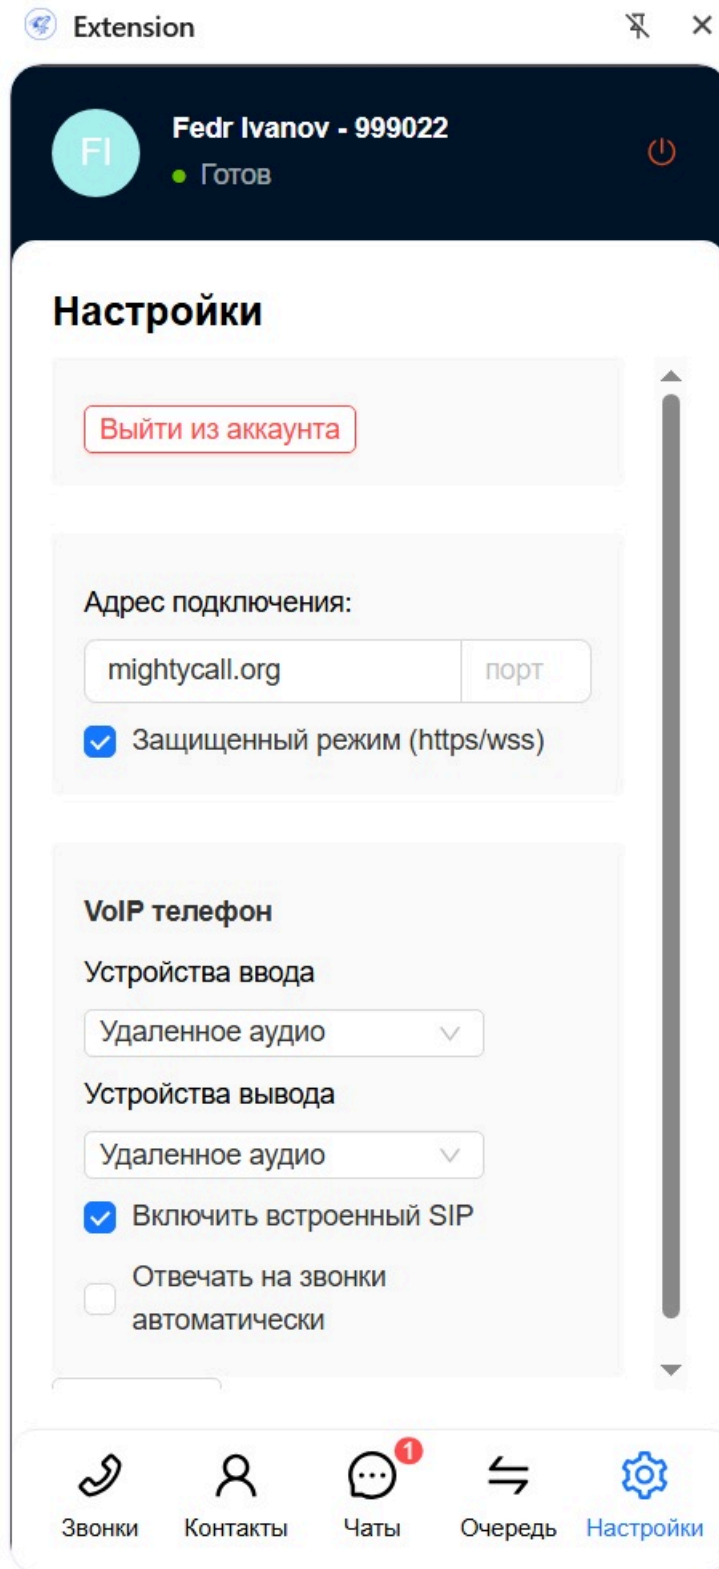 Extension
FI
Fedr Ivanov - 999022
Готов
Настройки
Выйти из аккаунта
Адрес подключения:
mightycall.org порт
Защищенный режим (https/wss)
VoIP телефон
Устройства ввода
Удаленное аудио
Устройства вывода
Удаленное аудио
Включить встроенный SIP
Отвечать на звонки
автоматически
1
Звонки Контакты Чаты Очередь Настройки